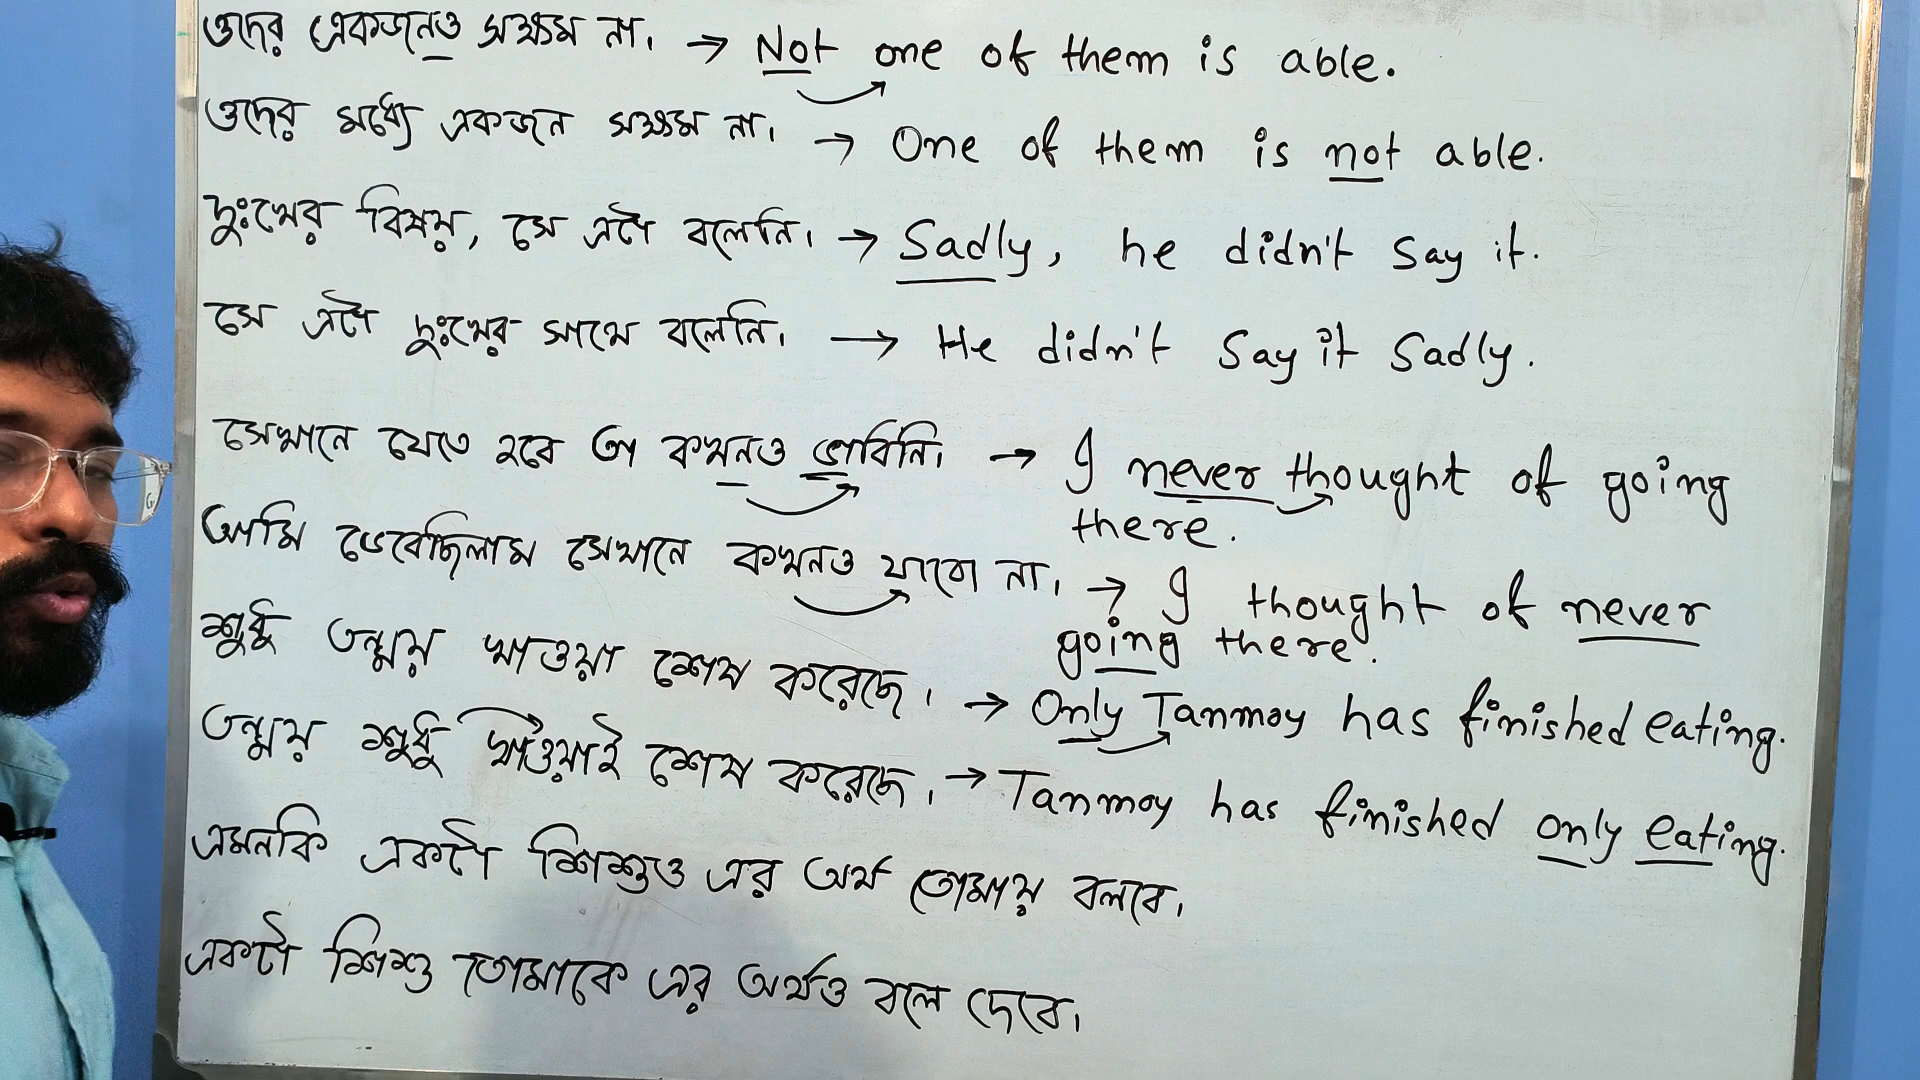 ওদের একজনও সক্ষম না। → Not one of them is able.
ওদের মধ্যে একজন সক্ষম না। → One of them is not able.
দুঃখের বিষয়, সে এটা বলেনি। → Sadly, he didn't say it.
সে এটা দুঃখের সাথে বলেনি। → He didn't say it sadly.
সেখানে যেতে হবে তা কখনও ভাবিনি। → I never thought of going
there.
আমি ভেবেছিলাম সেখানে কখনও যাবো না। → I thought of never
going there.
শুধু তন্ময় খাওয়া শেষ করেছে। → Only Tanmoy has finished eating.
তন্ময় শুধু খাওয়াই শেষ করেছে। → Tanmoy has finished only eating.
এমনকি একটা শিশুও এর অর্থ তোমায় বলবে।
একটা শিশু তোমাকে এর অর্থও বলে দেবে।